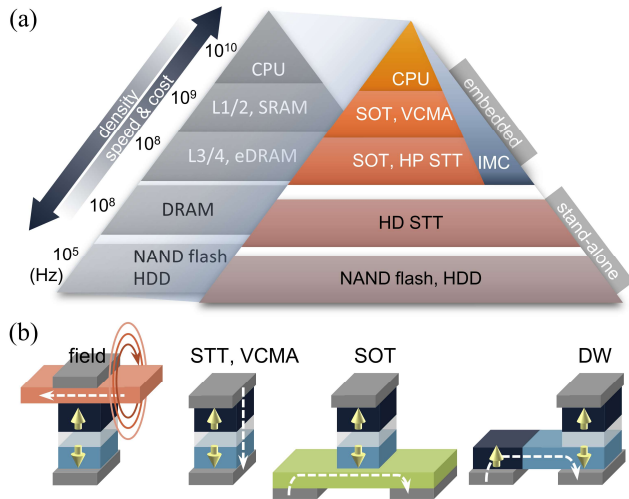 (a)
density
speed & cost
10¹⁰
10⁹
10⁸
10⁸
10⁵
(Hz)
CPU
L1/2, SRAM
L3/4, eDRAM
DRAM
NAND flash
HDD
CPU
SOT, VCMA
SOT, HP STT
IMC
HD STT
NAND flash, HDD
embedded
stand-alone
(b)
field
STT, VCMA
SOT
DW